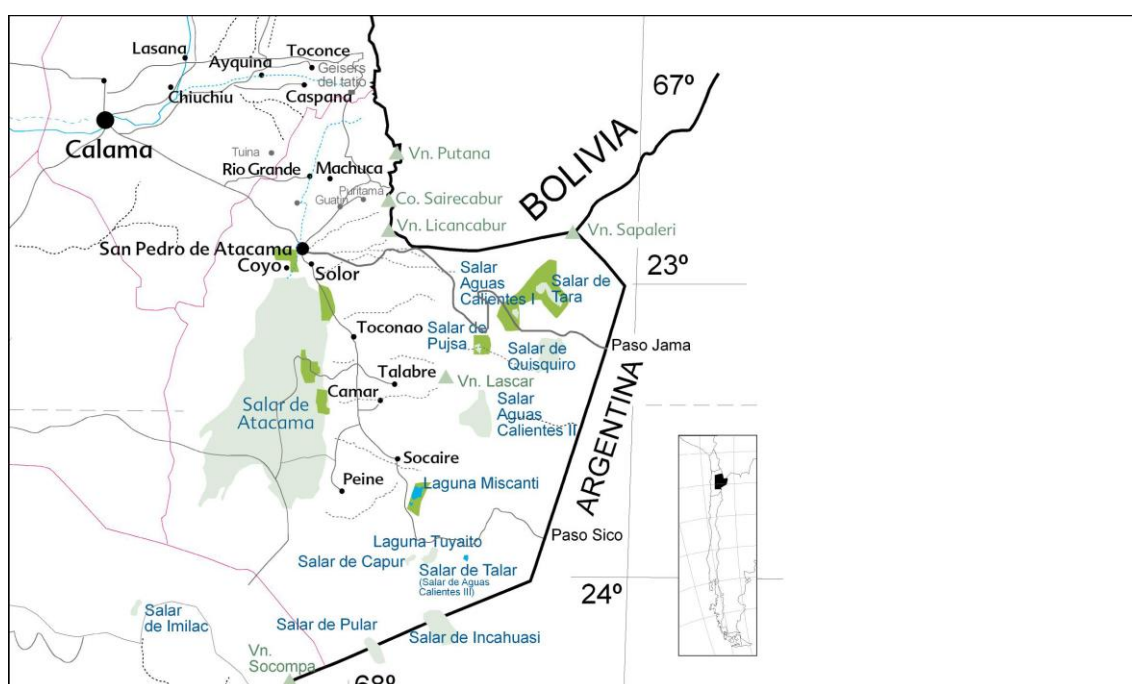 Lasana
Toconce
Ayquina
Geisers
del tatio
Chiuchiu
Caspana
67º
Calama
Tuina
Vn. Putana
BOLIVIA
Rio Grande
Machuca
Puritama
Guatin
Co. Sairecabur
Vn. Licancabur
Vn. Sapaleri
San Pedro de Atacama
Coyo
Solor
23º
Salar
Aguas
Calientes I
Salar de
Tara
Toconao
Salar de
Pujsa
Salar de
Quisquiro
Paso Jama
Talabre
Vn. Lascar
Camar
Salar de
Atacama
Salar
Aguas
Calientes II
ARGENTINA
Socaire
Peine
Laguna Miscanti
Paso Sico
Laguna Tuyaito
Salar de Capur
Salar de Talar
(Salar de Aguas
Calientes III)
24º
Salar
de Imilac
Salar de Pular
Salar de Incahuasi
Vn.
Socompa
68º